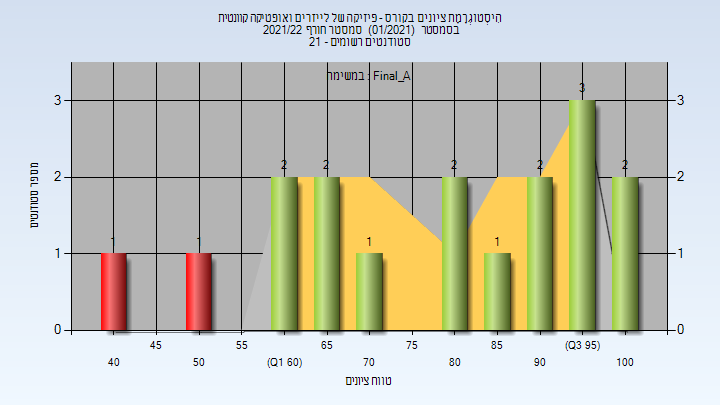 היסטוגרמת ציונים בקורס - פיזיקה של לייזרים ואופטיקה קוונטית
בסמסטר (01/2021) סמסטר חורף 2021/22
סטודנטים רשומים - 21
במשימה : Final_A
מספר סטודנטים
3 3
2 2
1 1
0 0
1 1 2 2 1 2 1 2 3 2
45 55 65 75 85 (Q3 95)
40 50 (Q1 60) 70 80 90 100
טווח ציונים